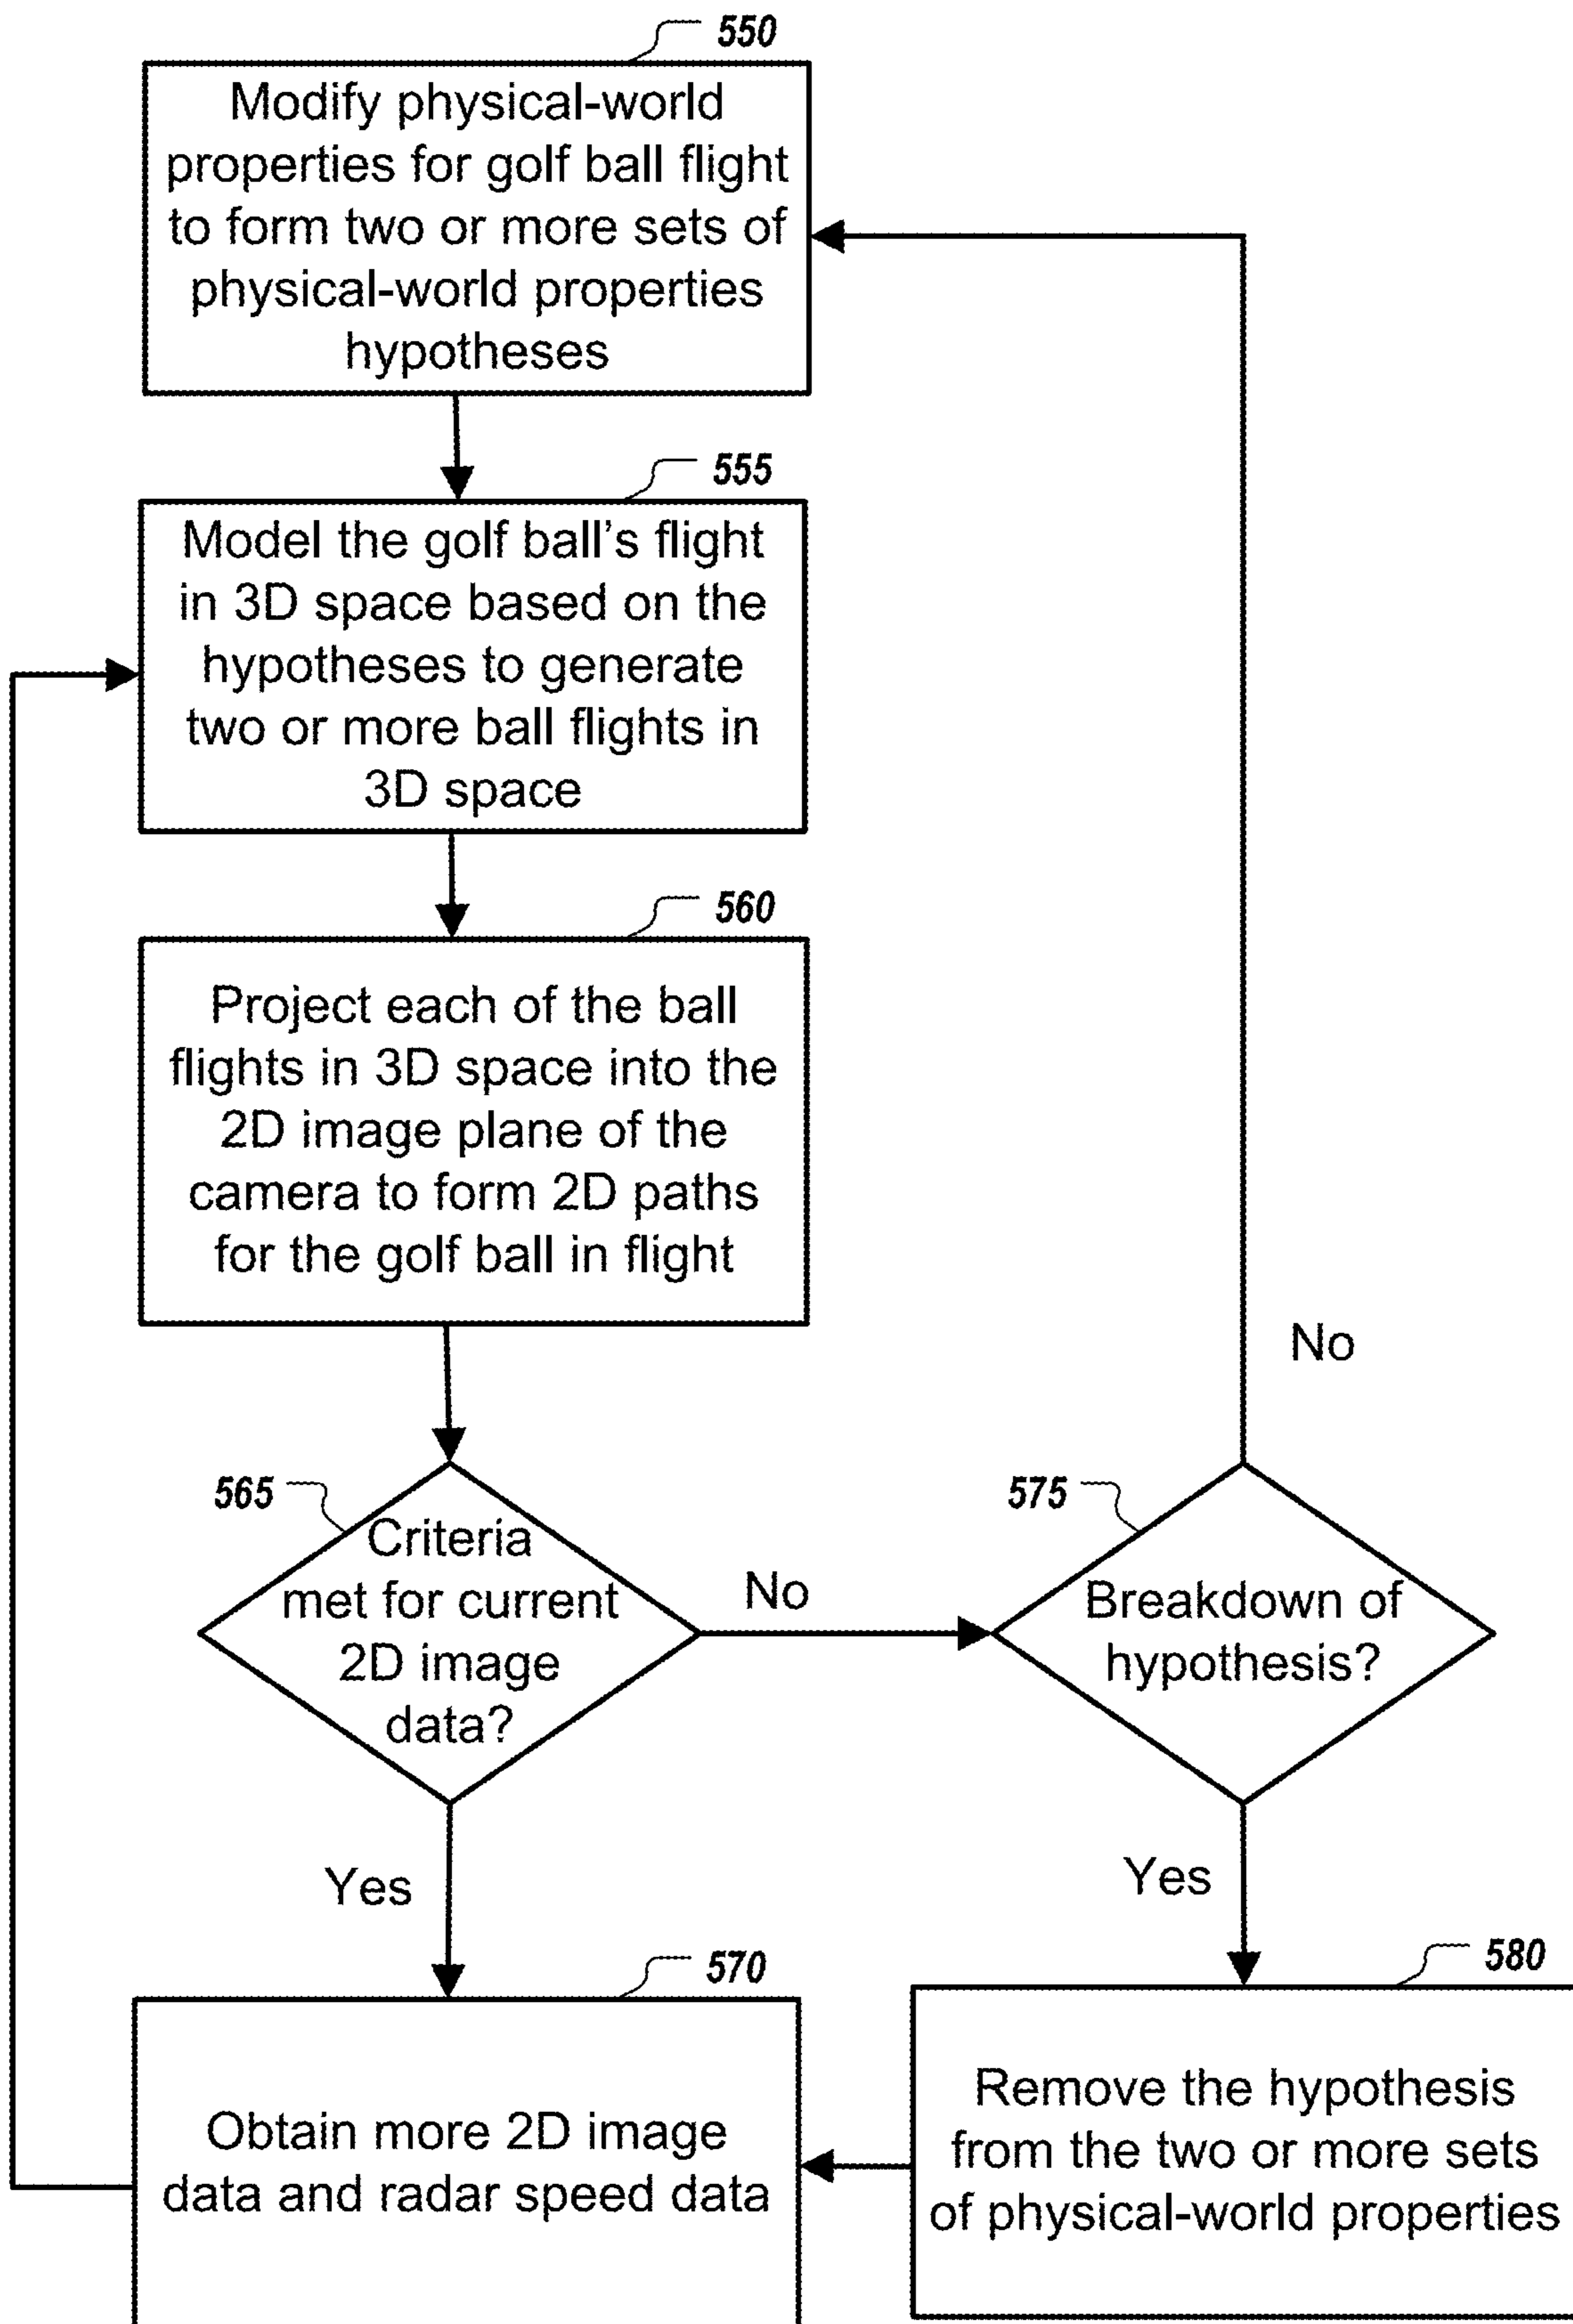 550
Modify physical-world
properties for golf ball flight
to form two or more sets of
physical-world properties
hypotheses
555
Model the golf ball’s flight
in 3D space based on the
hypotheses to generate
two or more ball flights in
3D space
560
Project each of the ball
flights in 3D space into the
2D image plane of the
camera to form 2D paths
for the golf ball in flight
No
565
Criteria
met for current
2D image
data?
No
575
Breakdown of
hypothesis?
Yes
Yes
570
Obtain more 2D image
data and radar speed data
580
Remove the hypothesis
from the two or more sets
of physical-world properties